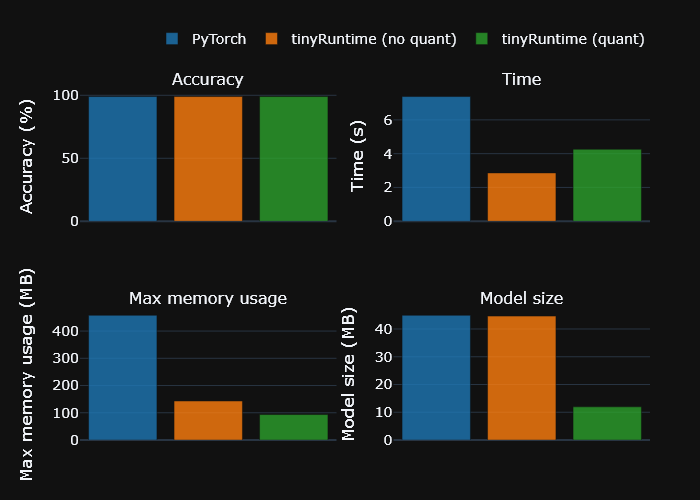 PyTorch
tinyRuntime (no quant)
tinyRuntime (quant)
Accuracy
Accuracy (%)
100
50
0
Time
Time (s)
6
4
2
0
Max memory usage
Max memory usage (MB)
400
300
200
100
0
Model size
Model size (MB)
40
30
20
10
0